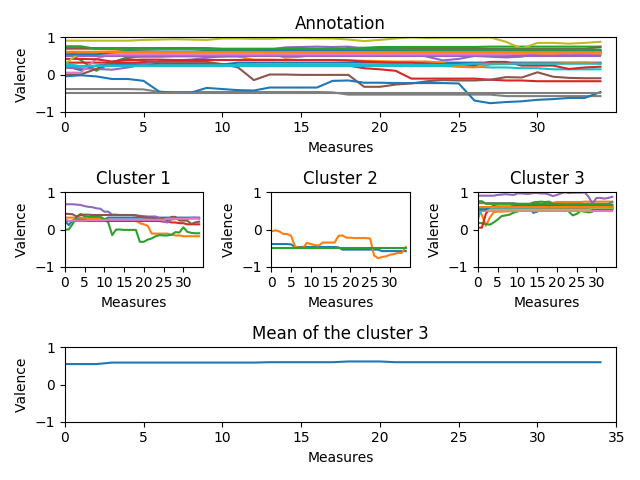 Annotation
Valence
1
0
−1
0 5 10 15 20 25 30
Measures
Cluster 1 Cluster 2 Cluster 3
Valence Valence Valence
1 1 1
0 0 0
−1 −1 −1
0 5 10 15 20 25 30 0 5 10 15 20 25 30 0 5 10 15 20 25 30
Measures Measures Measures
Mean of the cluster 3
Valence
1
0
−1
0 5 10 15 20 25 30 35
Measures